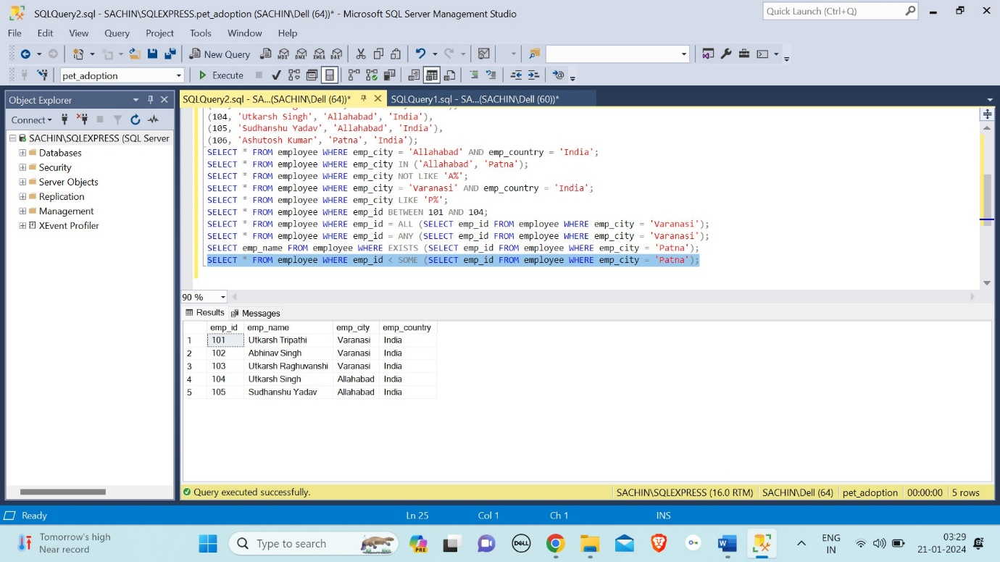 SQLQuery2.sql - SACHIN\SQLEXPRESS.pet_adoption (SACHIN\Dell (64))* - Microsoft SQL Server Management Studio
Quick Launch (Ctrl+Q)
File Edit View Query Project Tools Window Help
New Query
MDX DMX XMLA DAX
pet_adoption
Execute
Object Explorer
SQLQuery2.sql - SA...(SACHIN\Dell (64))*
SQLQuery1.sql - SA...(SACHIN\Dell (60))*
Connect
SACHIN\SQLEXPRESS (SQL Server
Databases
Security
Server Objects
Replication
Management
XEvent Profiler
(104, 'Utkarsh Singh', 'Allahabad', 'India'),
(105, 'Sudhanshu Yadav', 'Allahabad', 'India'),
(106, 'Ashutosh Kumar', 'Patna', 'India');
SELECT * FROM employee WHERE emp_city = 'Allahabad' AND emp_country = 'India';
SELECT * FROM employee WHERE emp_city IN ('Allahabad', 'Patna');
SELECT * FROM employee WHERE emp_city NOT LIKE 'A%';
SELECT * FROM employee WHERE emp_city = 'Varanasi' AND emp_country = 'India';
SELECT * FROM employee WHERE emp_city LIKE 'P%';
SELECT * FROM employee WHERE emp_id BETWEEN 101 AND 104;
SELECT * FROM employee WHERE emp_id = ALL (SELECT emp_id FROM employee WHERE emp_city = 'Varanasi');
SELECT * FROM employee WHERE emp_id = ANY (SELECT emp_id FROM employee WHERE emp_city = 'Varanasi');
SELECT emp_name FROM employee WHERE EXISTS (SELECT emp_id FROM employee WHERE emp_city = 'Patna');
SELECT * FROM employee WHERE emp_id < SOME (SELECT emp_id FROM employee WHERE emp_city = 'Patna');
90 %
Results Messages
emp_id emp_name emp_city emp_country
1 101 Utkarsh Tripathi Varanasi India
2 102 Abhinav Singh Varanasi India
3 103 Utkarsh Raghuvanshi Varanasi India
4 104 Utkarsh Singh Allahabad India
5 105 Sudhanshu Yadav Allahabad India
Query executed successfully.
SACHIN\SQLEXPRESS (16.0 RTM) SACHIN\Dell (64) pet_adoption 00:00:00 5 rows
Ready Ln 25 Col 1 Ch 1 INS
Tomorrow's high
Near record
Type to search
PRE
DELL
ENG
IN
03:29
21-01-2024